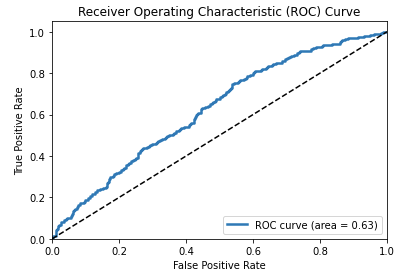 Receiver Operating Characteristic (ROC) Curve
1.0
0.8
0.6
0.4
0.2
0.0
True Positive Rate
ROC curve (area = 0.63)
0.0 0.2 0.4 0.6 0.8 1.0
False Positive Rate